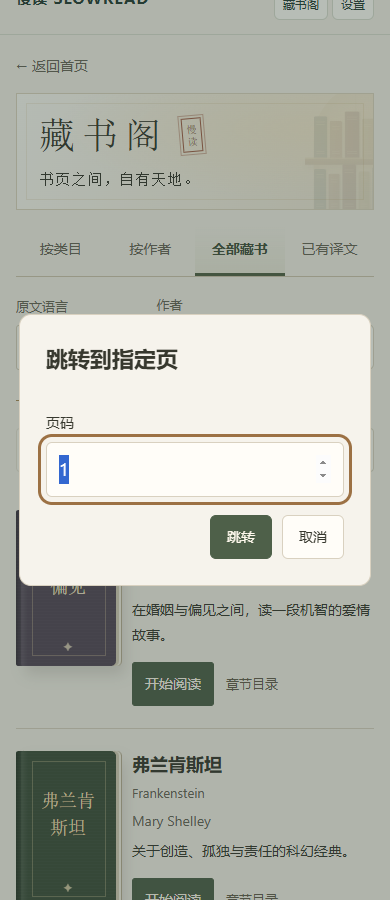 慢读 SLOWREAD
藏书阁
设置
← 返回首页
藏书阁
慢读
书页之间，自有天地。
按类目
按作者
全部藏书
已有译文
原文语言
作者
跳转到指定页
页码
1
跳转
取消
偏见
在婚姻与偏见之间，读一段机智的爱情
故事。
开始阅读
章节目录
弗兰肯
斯坦
弗兰肯斯坦
Frankenstein
Mary Shelley
关于创造、孤独与责任的科幻经典。
开始阅读
章节目录